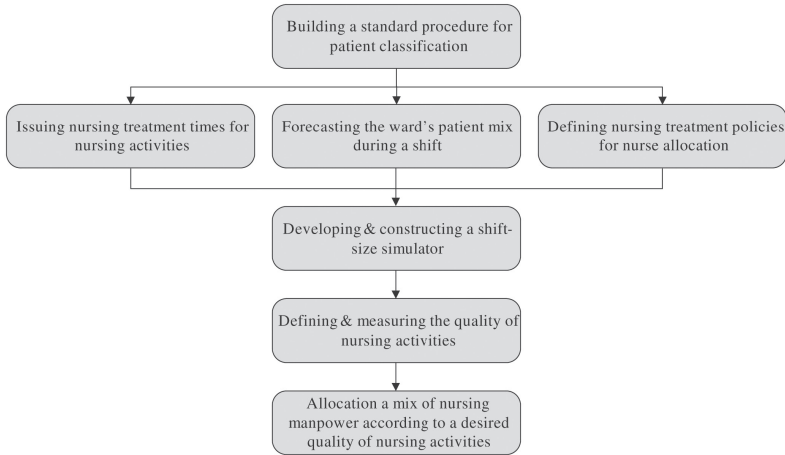 Building a standard procedure for
patient classification
Issuing nursing treatment times for
nursing activities
Forecasting the ward's patient mix
during a shift
Defining nursing treatment policies
for nurse allocation
Developing & constructing a shift-
size simulator
Defining & measuring the quality of
nursing activities
Allocation a mix of nursing
manpower according to a desired
quality of nursing activities